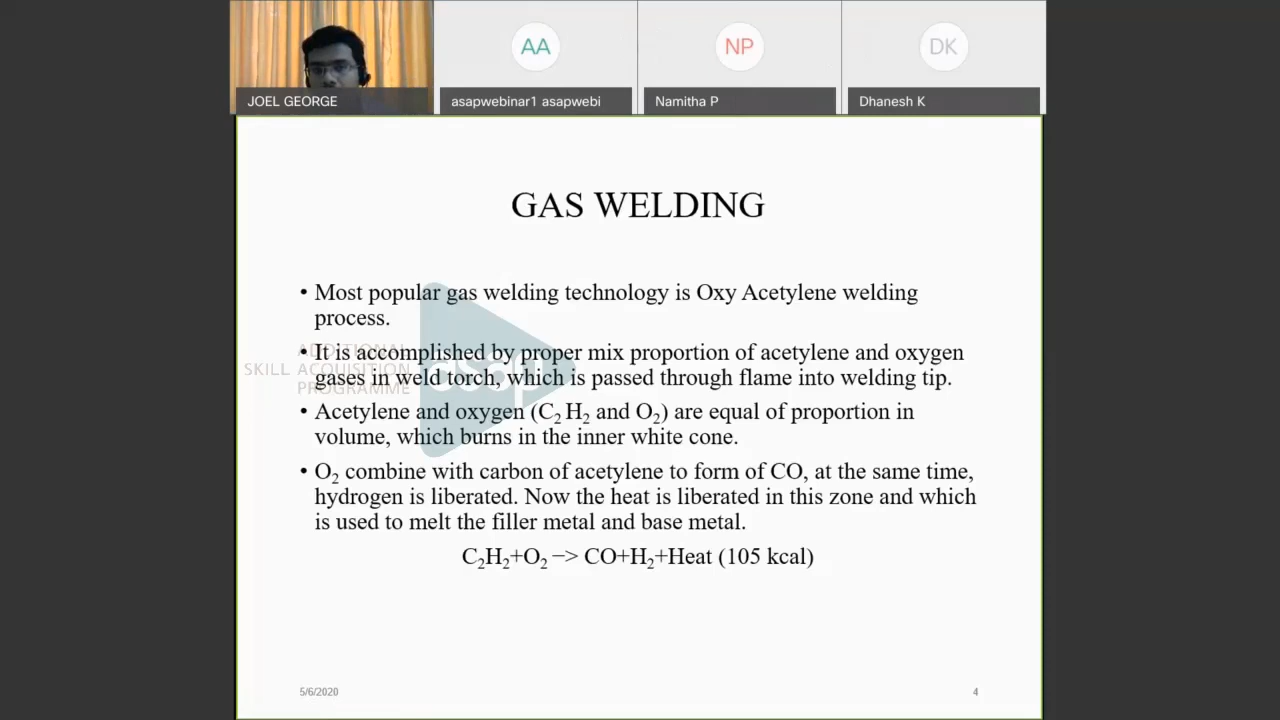 AA
NP
DK
JOEL GEORGE
asapwebinar1 asapwebi
Namitha P
Dhanesh K
GAS WELDING
• Most popular gas welding technology is Oxy Acetylene welding
process.
• It is accomplished by proper mix proportion of acetylene and oxygen
gases in weld torch, which is passed through flame into welding tip.
• Acetylene and oxygen (C₂ H₂ and O₂) are equal of proportion in
volume, which burns in the inner white cone.
• O₂ combine with carbon of acetylene to form of CO, at the same time,
hydrogen is liberated. Now the heat is liberated in this zone and which
is used to melt the filler metal and base metal.
C₂H₂+O₂ –> CO+H₂+Heat (105 kcal)
ADDITIONAL
SKILL ACQUISITION
PROGRAMME
asap
5/6/2020
4